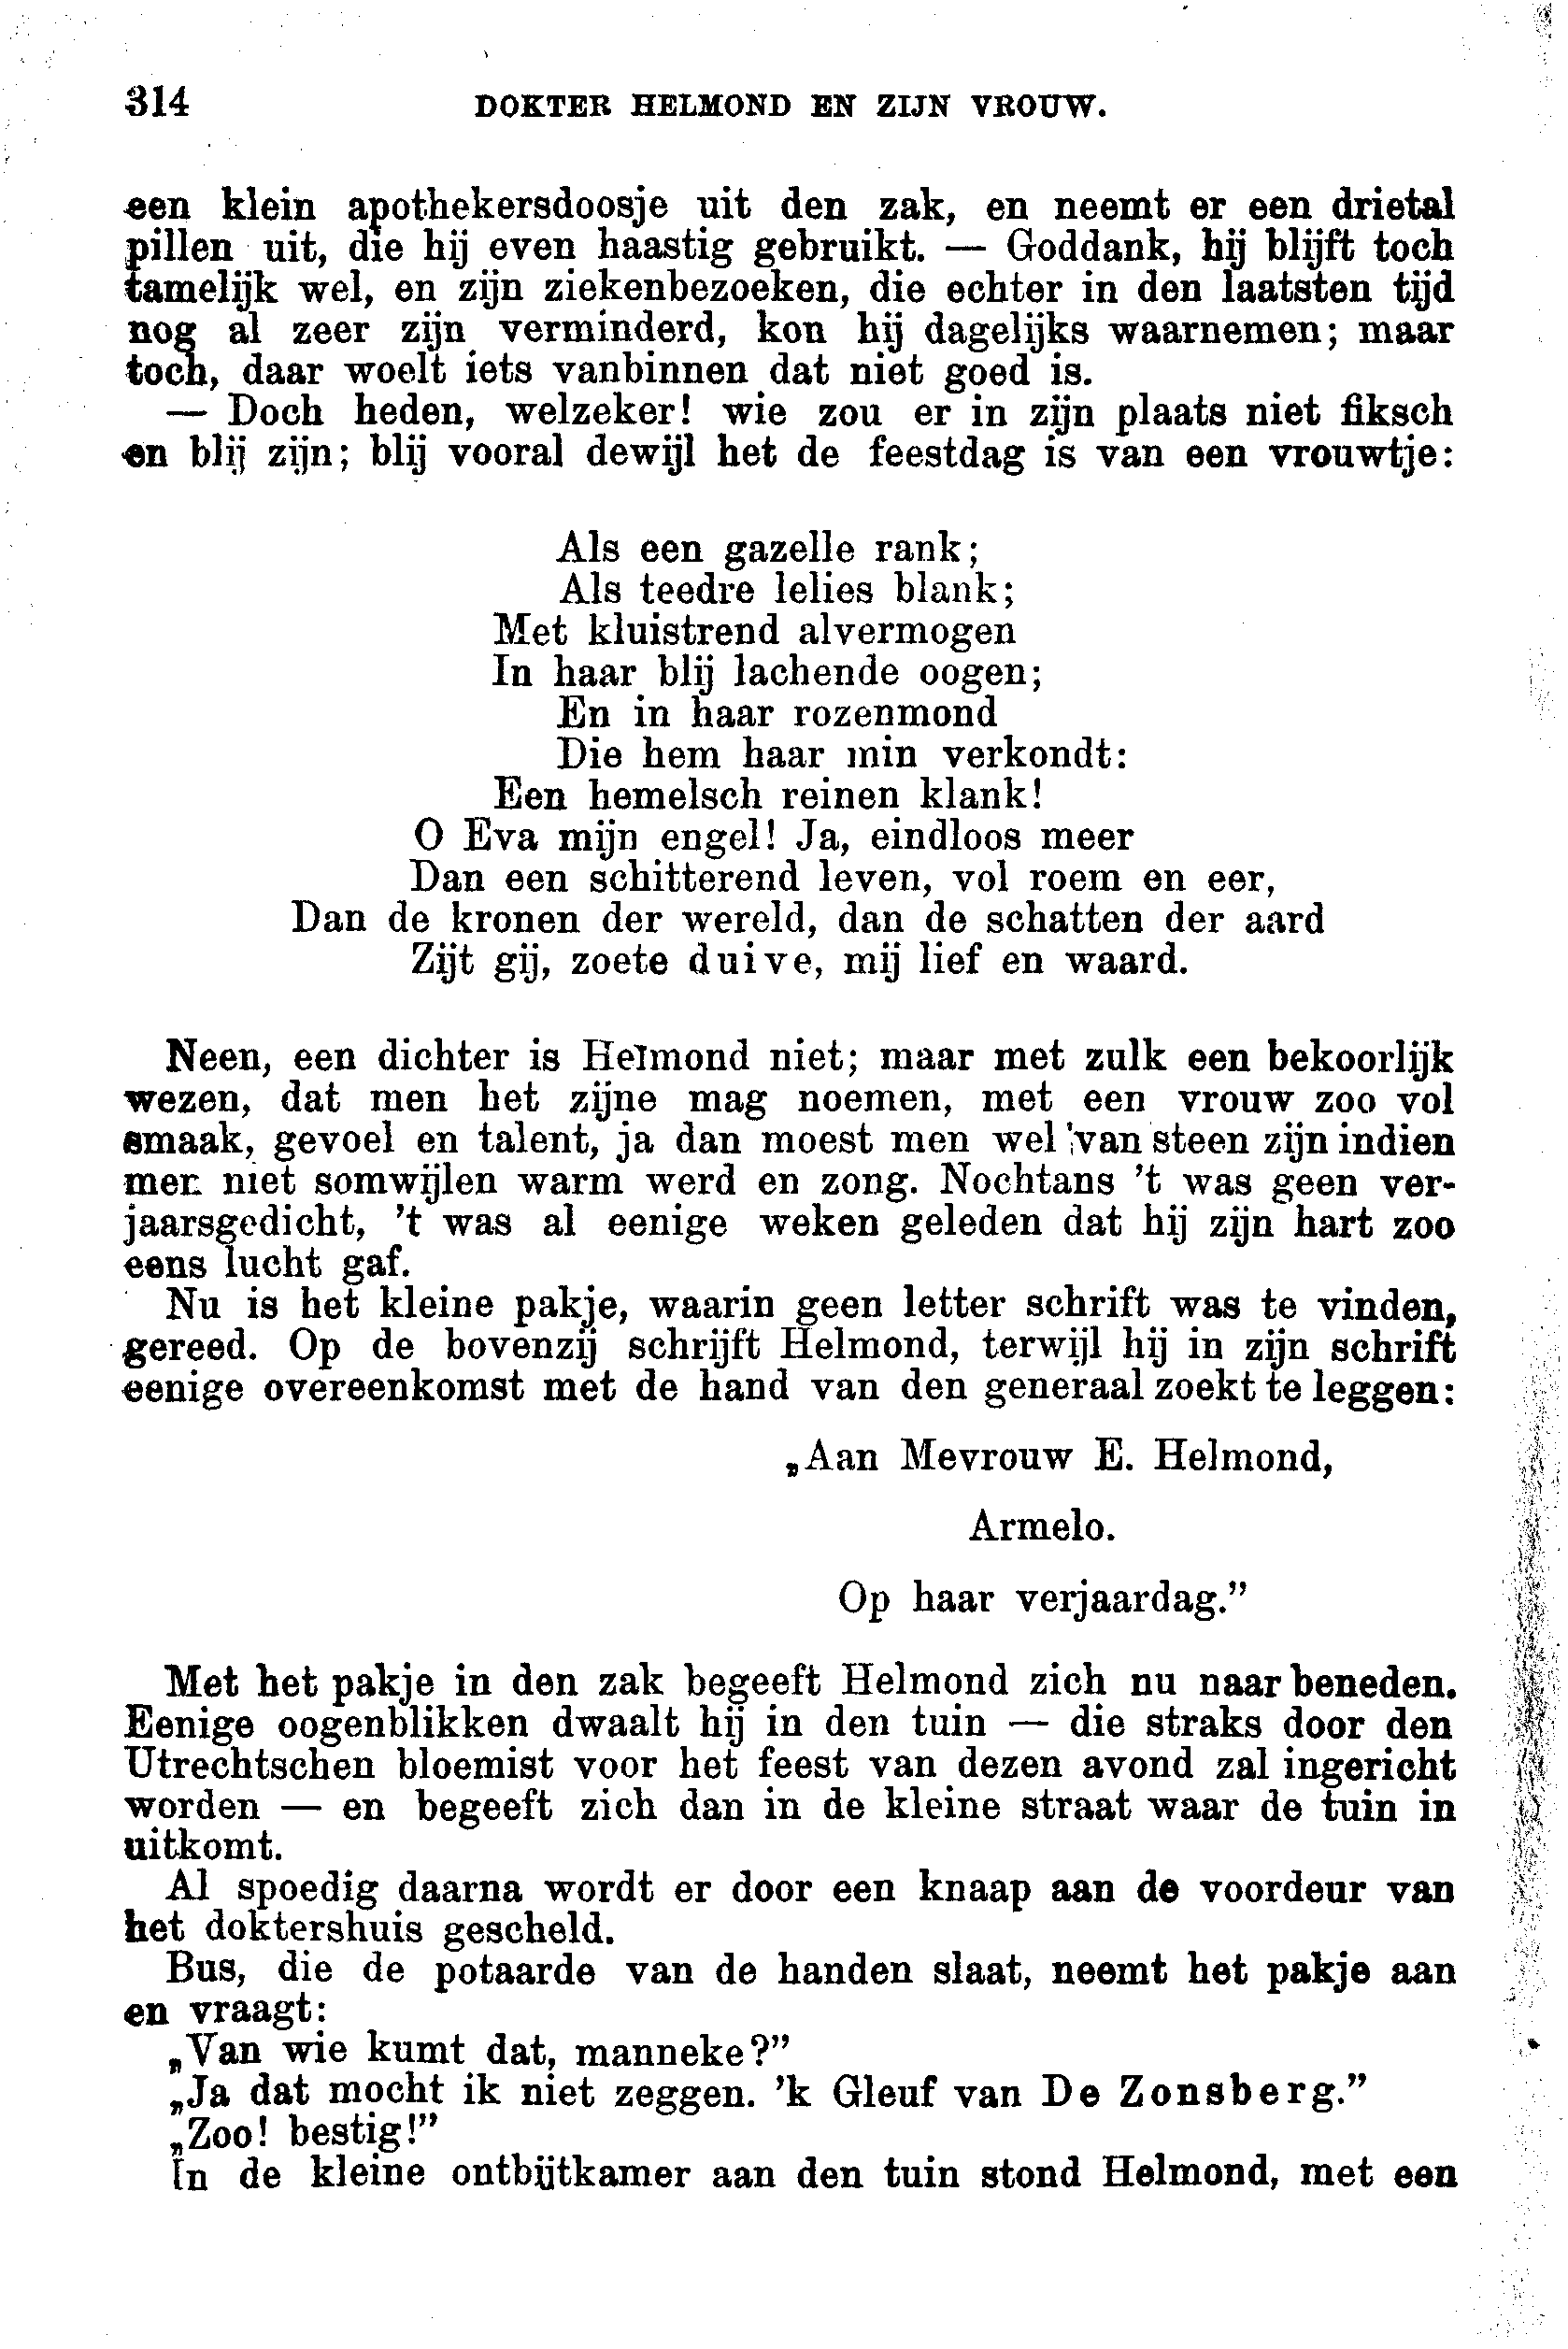 314 DOKTER HELMOND EN ZIJN VROUW.
een klein apothekersdoosje uit den zak, en neemt er een drietal
pillen uit, die hij even haastig gebruikt. — Goddank, hij blijft toch
tamelijk wel, en zijn ziekenbezoeken, die echter in den laatsten tijd
nog al zeer zijn verminderd, kon hij dagelijks waarnemen; maar
toch, daar woelt iets vanbinnen dat niet goed is.
— Doch heden, welzeker! wie zou er in zijn plaats niet fiksch
en blij zijn; blij vooral dewijl het de feestdag is van een vrouwtje:
Als een gazelle rank;
Als teedre lelies blank;
Met kluistrend alvermogen
In haar blij lachende oogen;
En in haar rozenmond
Die hem haar min verkondt:
Een hemelsch reinen klank!
O Eva mijn engel! Ja, eindloos meer
Dan een schitterend leven, vol roem en eer,
Dan de kronen der wereld, dan de schatten der aard
Zijt gij, zoete duive, mij lief en waard.
Neen, een dichter is Helmond niet; maar met zulk een bekoorlijk
wezen, dat men het zijne mag noemen, met een vrouw zoo vol
smaak, gevoel en talent, ja dan moest men wel van steen zijn indien
men niet somwijlen warm werd en zong. Nochtans 't was geen ver-
jaarsgedicht, 't was al eenige weken geleden dat hij zijn hart zoo
eens lucht gaf.
Nu is het kleine pakje, waarin geen letter schrift was te vinden,
gereed. Op de bovenzij schrijft Helmond, terwijl hij in zijn schrift
eenige overeenkomst met de hand van den generaal zoekt te leggen:
„Aan Mevrouw E. Helmond,
Armelo.
Op haar verjaardag.”
Met het pakje in den zak begeeft Helmond zich nu naar beneden.
Eenige oogenblikken dwaalt hij in den tuin — die straks door den
Utrechtschen bloemist voor het feest van dezen avond zal ingericht
worden — en begeeft zich dan in de kleine straat waar de tuin in
uitkomt.
Al spoedig daarna wordt er door een knaap aan de voordeur van
het doktershuis gescheld.
Bus, die de potaarde van de handen slaat, neemt het pakje aan
en vraagt:
„Van wie kumt dat, manneke?”
„Ja dat mocht ik niet zeggen. 'k Gleuf van De Zonsberg.”
„Zoo! bestig!”
In de kleine ontbijtkamer aan den tuin stond Helmond, met een